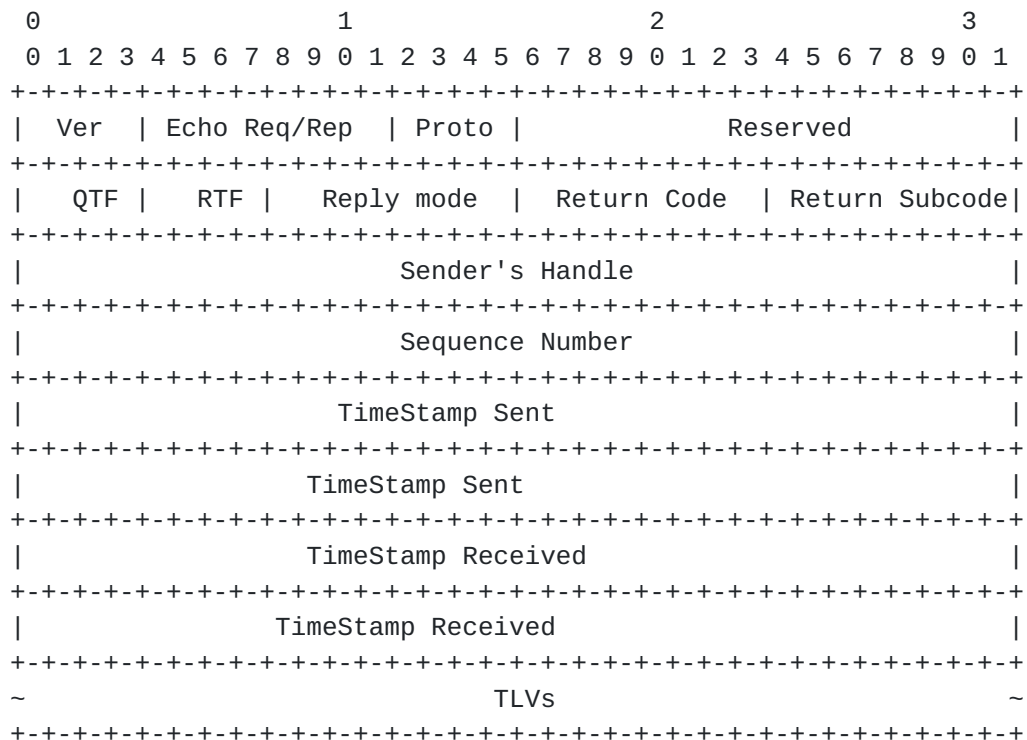 0                   1                   2                   3
 0 1 2 3 4 5 6 7 8 9 0 1 2 3 4 5 6 7 8 9 0 1 2 3 4 5 6 7 8 9 0 1
+-+-+-+-+-+-+-+-+-+-+-+-+-+-+-+-+-+-+-+-+-+-+-+-+-+-+-+-+-+-+-+-+
|  Ver  | Echo Req/Rep  | Proto |             Reserved          |
+-+-+-+-+-+-+-+-+-+-+-+-+-+-+-+-+-+-+-+-+-+-+-+-+-+-+-+-+-+-+-+-+
|   QTF |   RTF |   Reply mode  |  Return Code  | Return Subcode|
+-+-+-+-+-+-+-+-+-+-+-+-+-+-+-+-+-+-+-+-+-+-+-+-+-+-+-+-+-+-+-+-+
|                        Sender's Handle                        |
+-+-+-+-+-+-+-+-+-+-+-+-+-+-+-+-+-+-+-+-+-+-+-+-+-+-+-+-+-+-+-+-+
|                        Sequence Number                        |
+-+-+-+-+-+-+-+-+-+-+-+-+-+-+-+-+-+-+-+-+-+-+-+-+-+-+-+-+-+-+-+-+
|                    TimeStamp Sent                             |
+-+-+-+-+-+-+-+-+-+-+-+-+-+-+-+-+-+-+-+-+-+-+-+-+-+-+-+-+-+-+-+-+
|                  TimeStamp Sent                               |
+-+-+-+-+-+-+-+-+-+-+-+-+-+-+-+-+-+-+-+-+-+-+-+-+-+-+-+-+-+-+-+-+
|                  TimeStamp Received                           |
+-+-+-+-+-+-+-+-+-+-+-+-+-+-+-+-+-+-+-+-+-+-+-+-+-+-+-+-+-+-+-+-+
|                TimeStamp Received                             |
+-+-+-+-+-+-+-+-+-+-+-+-+-+-+-+-+-+-+-+-+-+-+-+-+-+-+-+-+-+-+-+-+
~                              TLVs                             ~
+-+-+-+-+-+-+-+-+-+-+-+-+-+-+-+-+-+-+-+-+-+-+-+-+-+-+-+-+-+-+-+-+